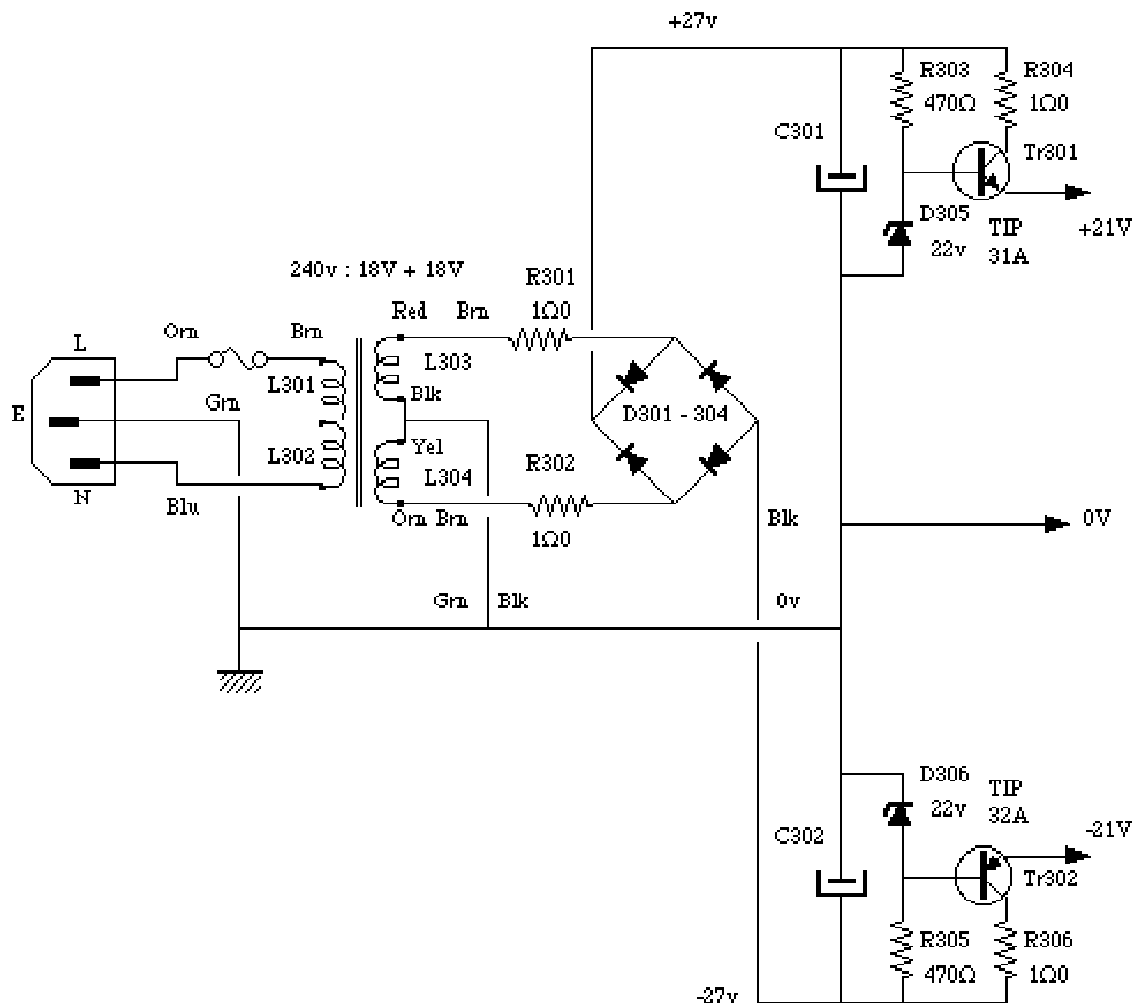 +27v
R303
470Ω
R304
1Ω0
C301
Tr301
D305
22v
TIP
31A
+21V
240v : 18V + 18V
R301
1Ω0
Red Brn
L
Orn
Brn
L303
L301
Grn
Blk
E
D301 - 304
L302
Yel
L304
R302
N
Blu
Orn Brn
1Ω0
Blk
0V
Grn
Blk
0v
D306
22v
TIP
32A
C302
-21V
Tr302
R305
470Ω
R306
1Ω0
-27v